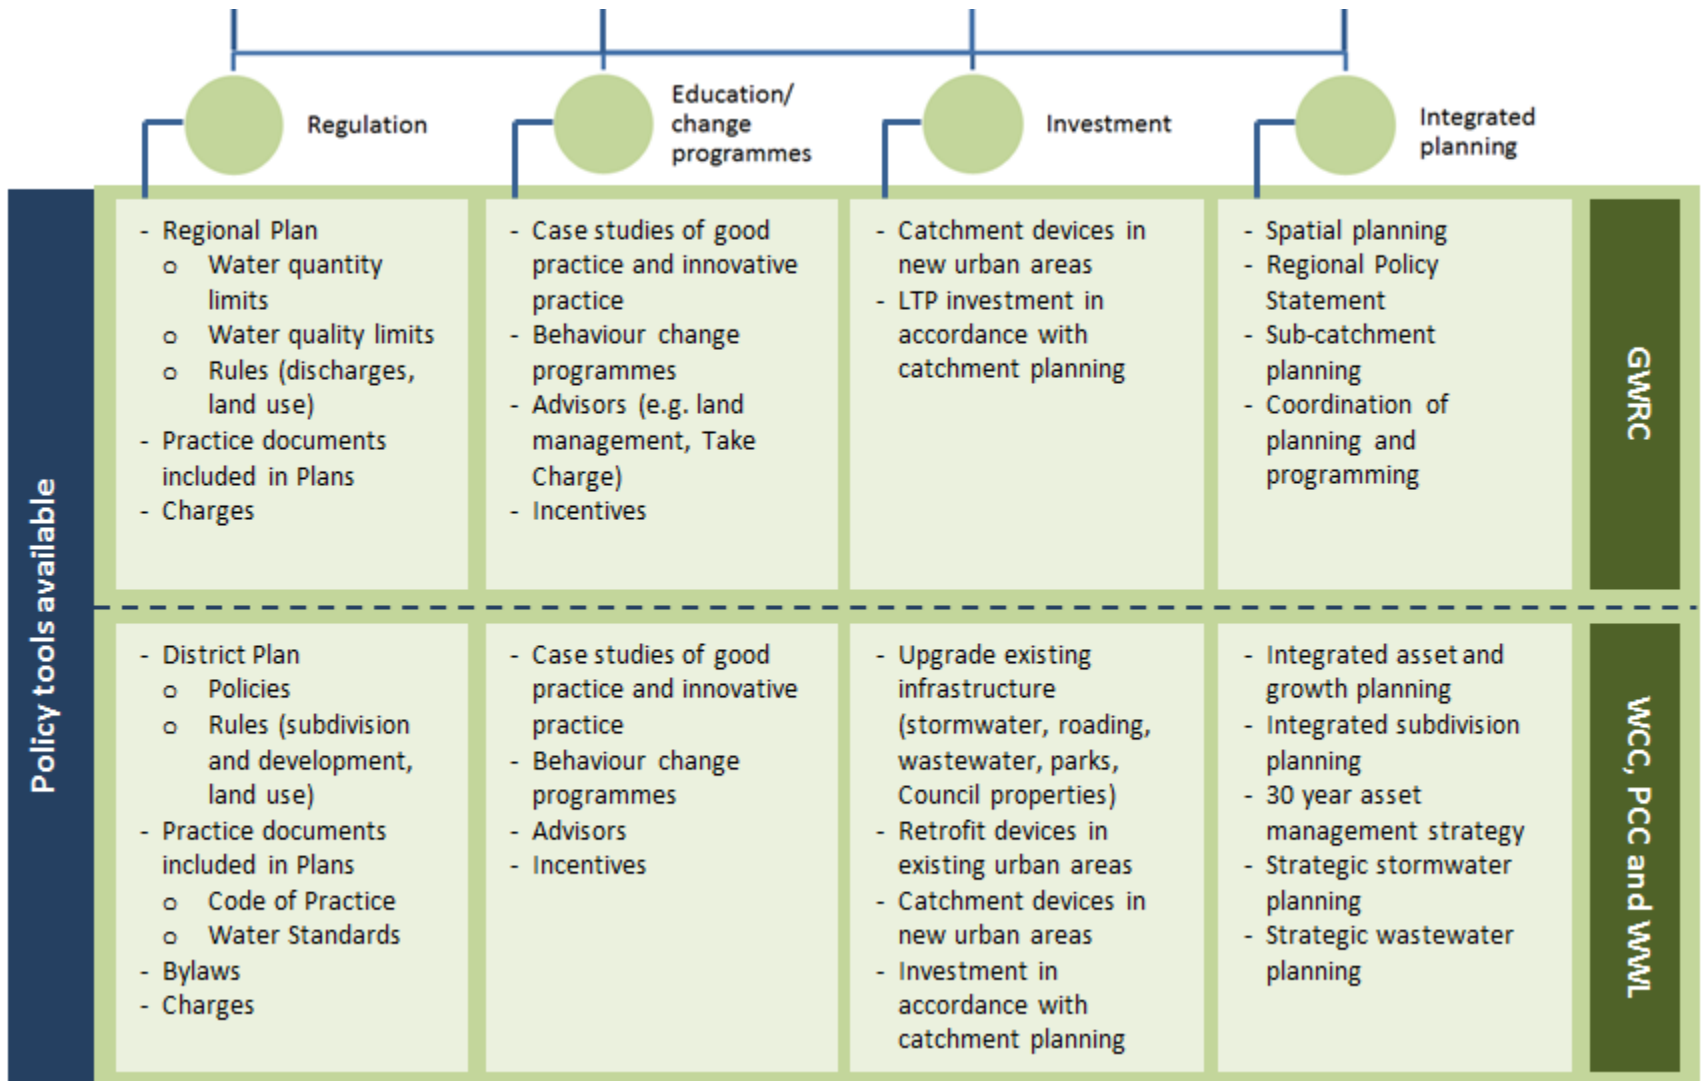 Regulation
Education/
change
programmes
Investment
Integrated
planning
Policy tools available
- Regional Plan
o Water quantity
limits
o Water quality limits
o Rules (discharges,
land use)
- Practice documents
included in Plans
- Charges
- Case studies of good
practice and innovative
practice
- Behaviour change
programmes
- Advisors (e.g. land
management, Take
Charge)
- Incentives
- Catchment devices in
new urban areas
- LTP investment in
accordance with
catchment planning
- Spatial planning
- Regional Policy
Statement
- Sub-catchment
planning
- Coordination of
planning and
programming
GWRC
- District Plan
o Policies
o Rules (subdivision
and development,
land use)
- Practice documents
included in Plans
o Code of Practice
o Water Standards
- Bylaws
- Charges
- Case studies of good
practice and innovative
practice
- Behaviour change
programmes
- Advisors
- Incentives
- Upgrade existing
infrastructure
(stormwater, roading,
wastewater, parks,
Council properties)
- Retrofit devices in
existing urban areas
- Catchment devices in
new urban areas
- Investment in
accordance with
catchment planning
- Integrated asset and
growth planning
- Integrated subdivision
planning
- 30 year asset
management strategy
- Strategic stormwater
planning
- Strategic wastewater
planning
WCC, PCC and WWL